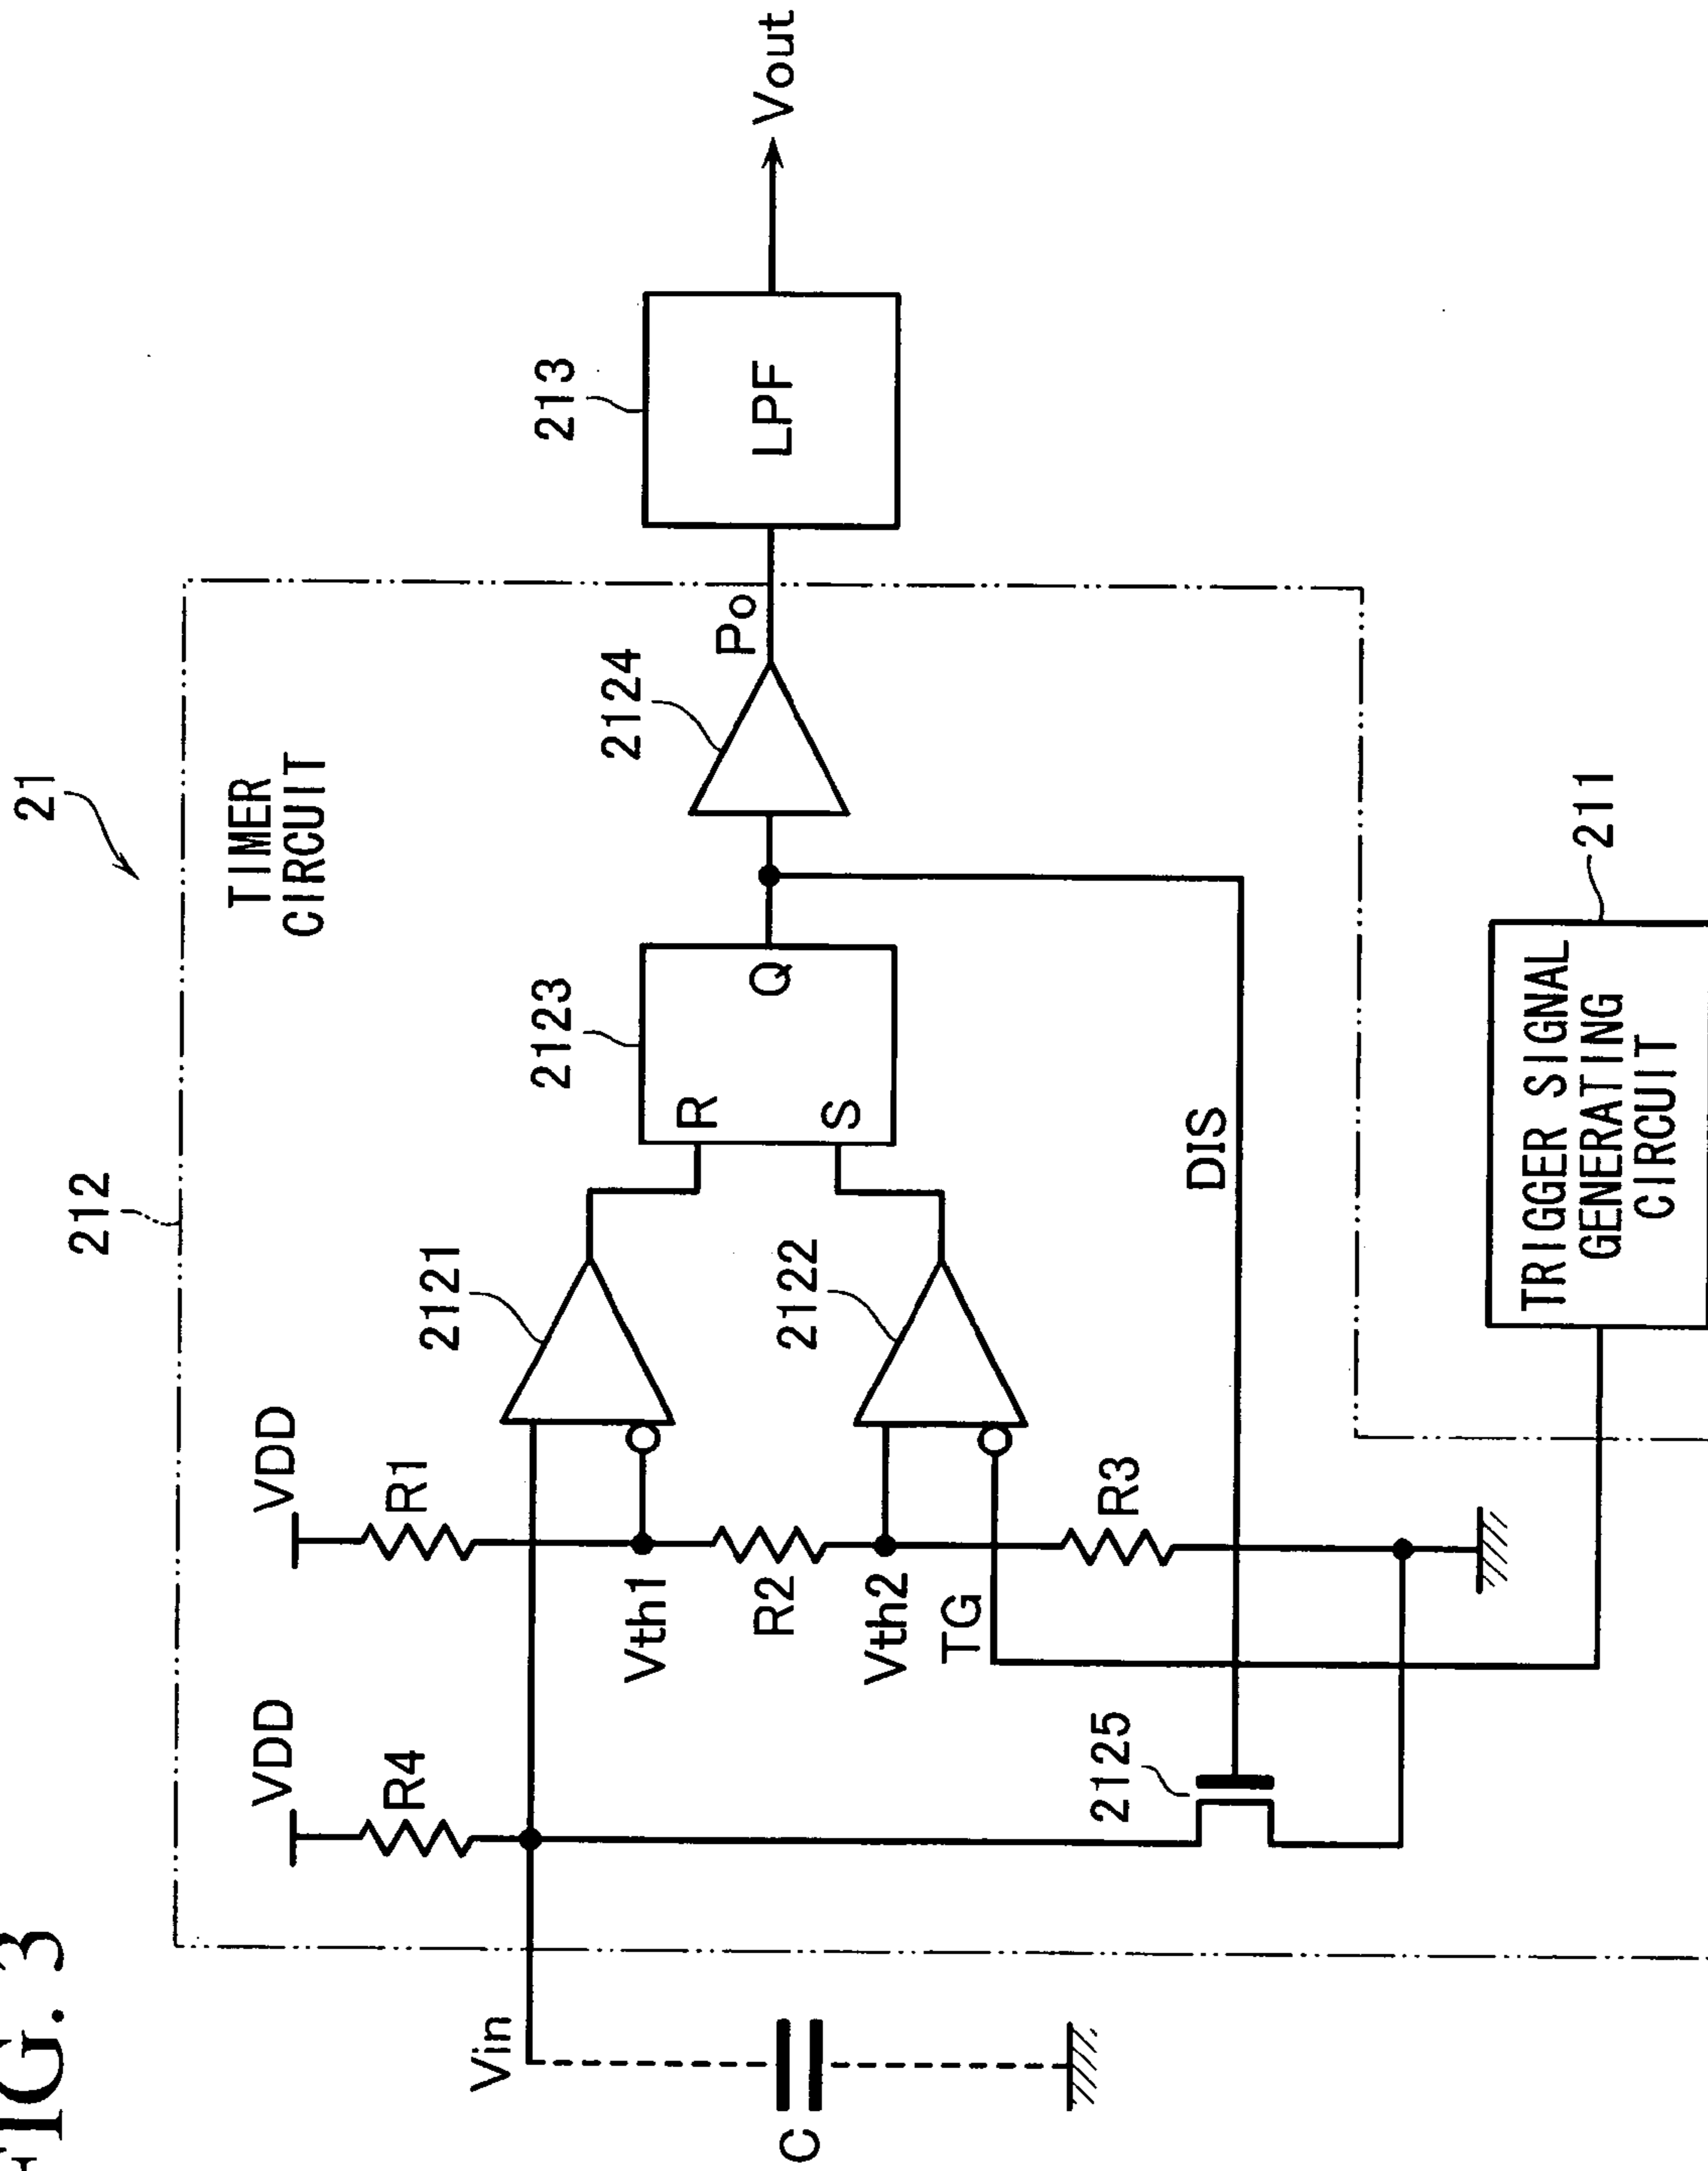 FIG. 3
21
212
TIMER
CIRCUIT
VDD
VDD
R4
R1
2121
2123
213
Vin
R
2124
Po
LPF
Vout
Vth1
R2
2122
Q
C
Vth2
S
TG
2125
R3
DIS
TRIGGER SIGNAL
GENERATING
CIRCUIT
211